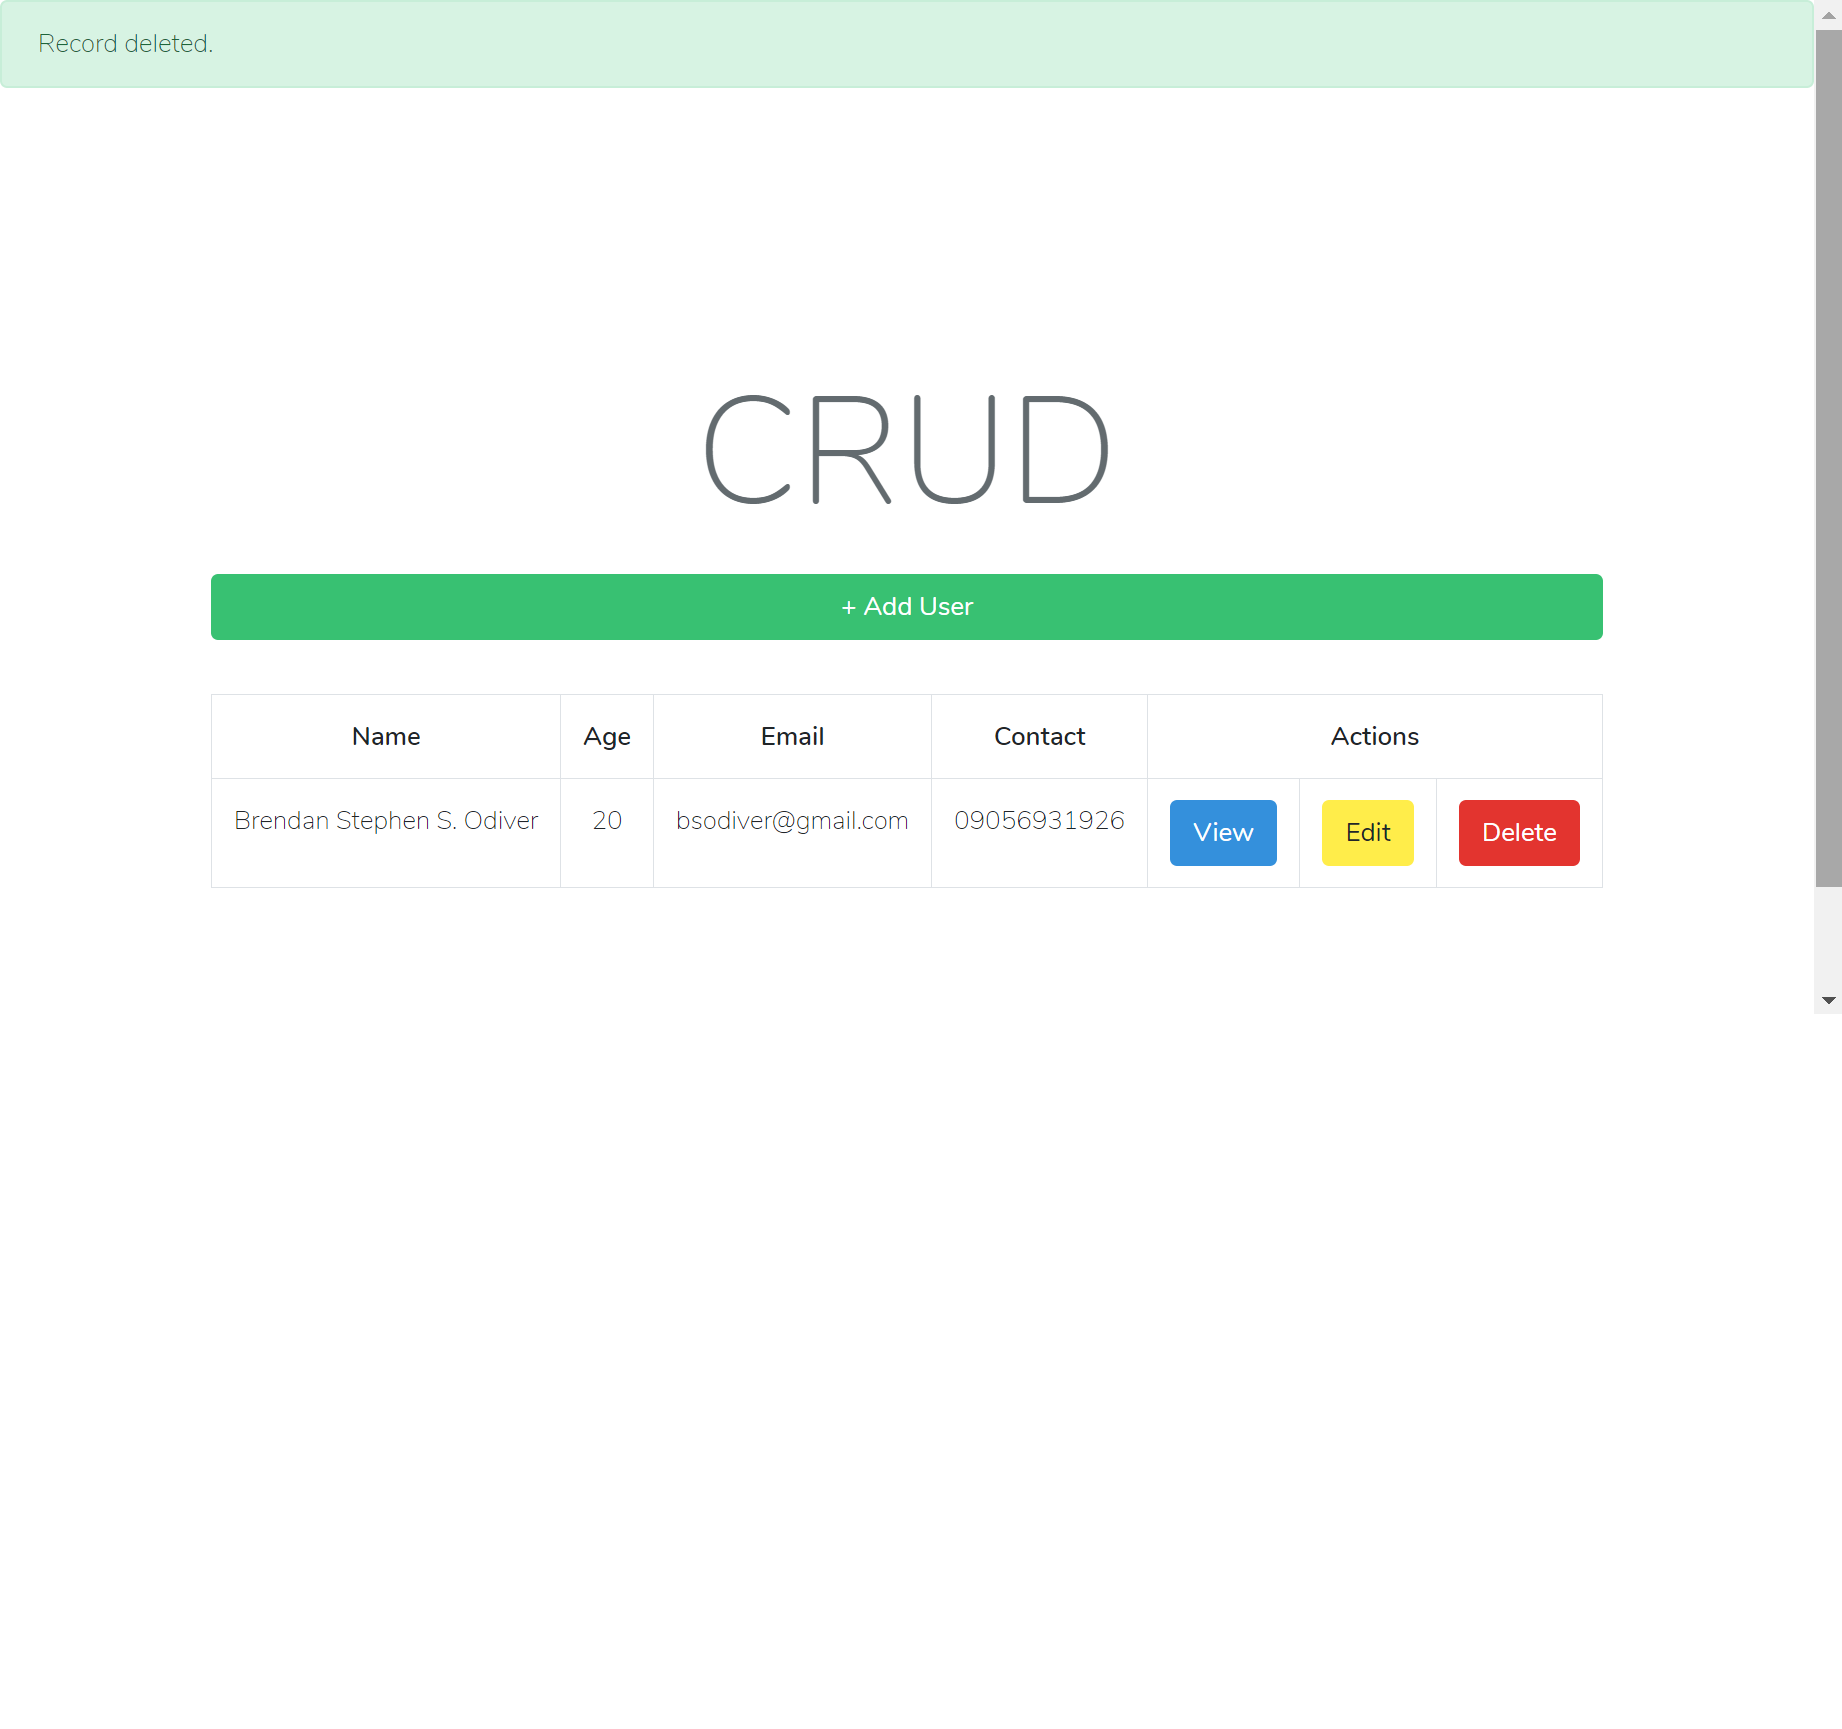 Record deleted.
CRUD
+ Add User
Name Age Email Contact Actions
Brendan Stephen S. Odiver 20 bsodiver@gmail.com 09056931926 View Edit Delete